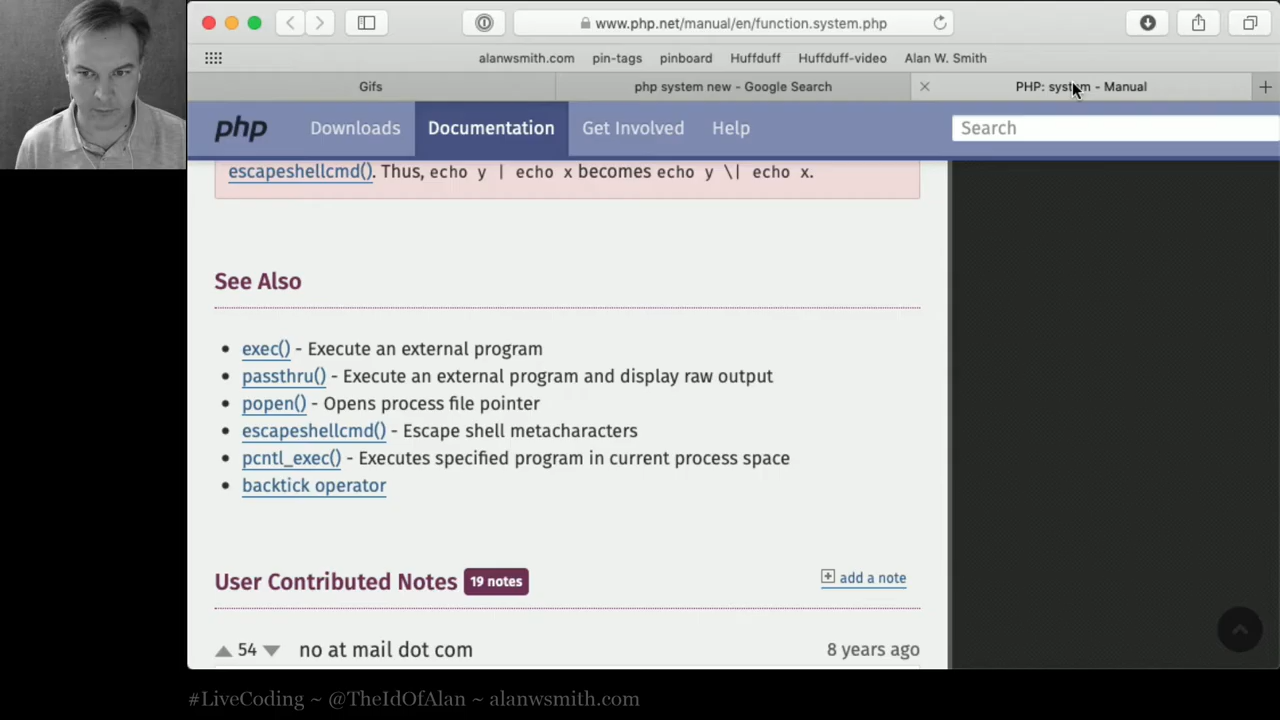 www.php.net/manual/en/function.system.php
alanwsmith.com pin-tags pinboard Huffduff Huffduff-video Alan W. Smith
Gifs php system new - Google Search PHP: system - Manual
php Downloads Documentation Get Involved Help Search
escapeshellcmd(). Thus, echo y | echo x becomes echo y \| echo x.
See Also
exec() - Execute an external program
passthru() - Execute an external program and display raw output
popen() - Opens process file pointer
escapeshellcmd() - Escape shell metacharacters
pcntl_exec() - Executes specified program in current process space
backtick operator
User Contributed Notes 19 notes add a note
54 no at mail dot com 8 years ago
#LiveCoding ~ @TheIdOfAlan ~ alanwsmith.com